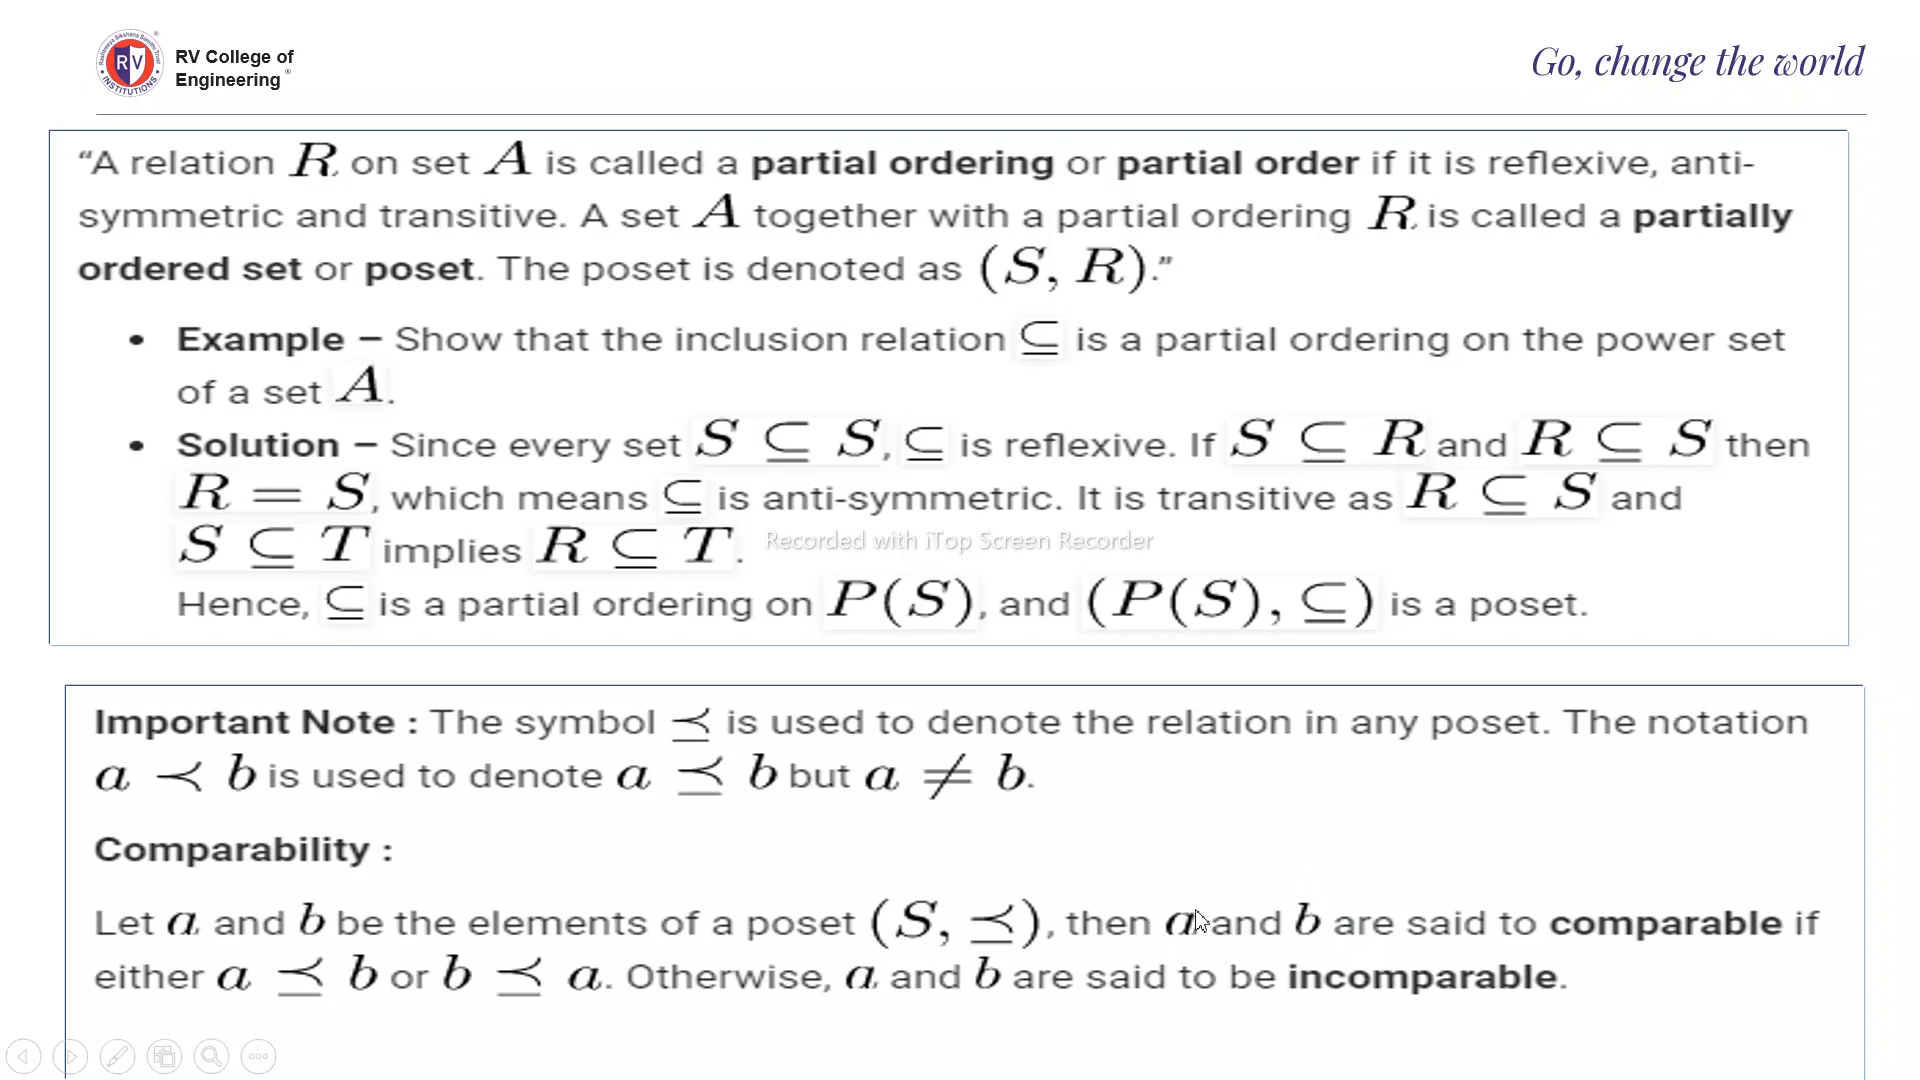 RV College of
Engineering ®
Go, change the world
RV
INSTITUTIONS
“A relation R on set A is called a partial ordering or partial order if it is reflexive, anti-
symmetric and transitive. A set A together with a partial ordering R is called a partially
ordered set or poset. The poset is denoted as (S, R).”
• Example – Show that the inclusion relation ⊆ is a partial ordering on the power set
of a set A.
• Solution – Since every set S ⊆ S, ⊆ is reflexive. If S ⊆ R and R ⊆ S then
R = S, which means ⊆ is anti-symmetric. It is transitive as R ⊆ S and
S ⊆ T implies R ⊆ T.
Recorded with iTop Screen Recorder
Hence, ⊆ is a partial ordering on P(S), and (P(S), ⊆) is a poset.
Important Note : The symbol ⪯ is used to denote the relation in any poset. The notation
a ≺ b is used to denote a ⪯ b but a ≠ b.
Comparability :
Let a and b be the elements of a poset (S, ⪯), then a and b are said to comparable if
either a ⪯ b or b ⪯ a. Otherwise, a and b are said to be incomparable.